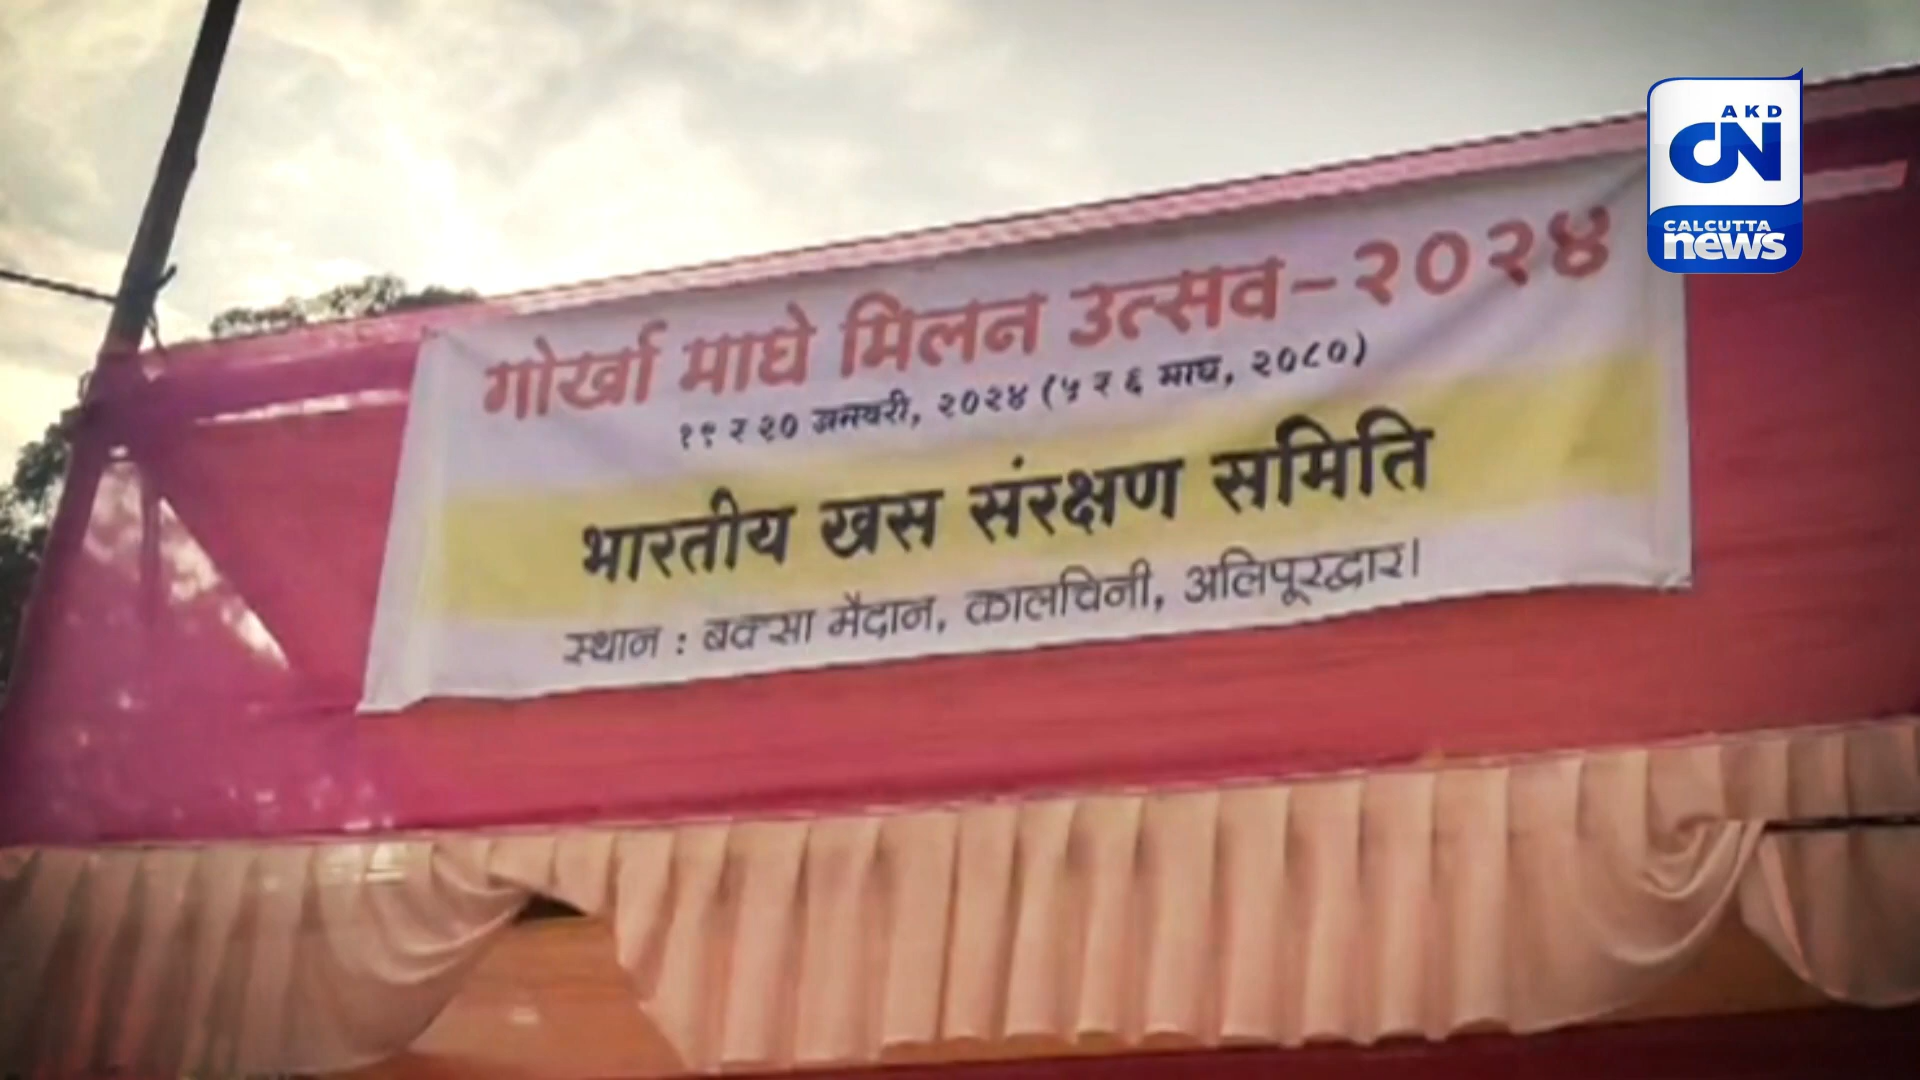 AKD
CN
CALCUTTA
news
गोर्खा माघे मिलन उत्सव-२०२४
१९ र २० जनवरी, २०२४ (५ र ६ माघ, २०८०)
भारतीय खस संरक्षण समिति
स्थान : बक्सा मैदान, कालचिनी, अलिपूरद्वार।